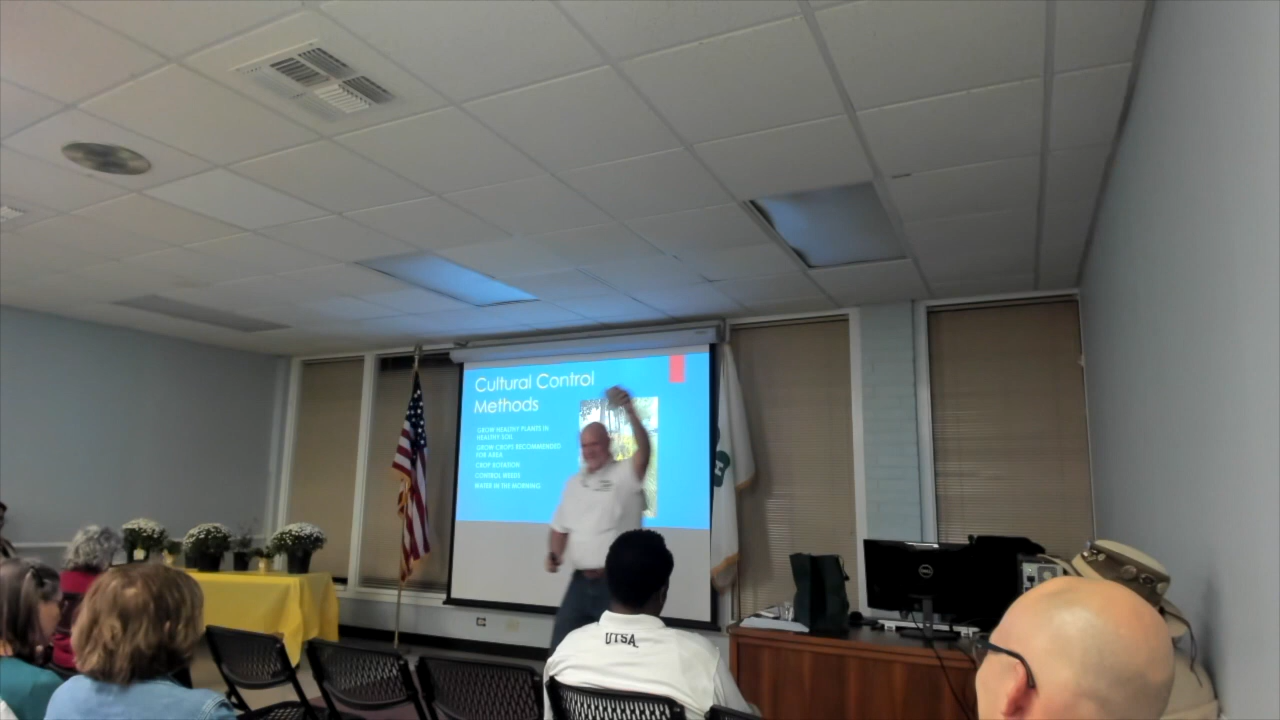 Cultural Control
Methods
GROW HEALTHY PLANTS IN
HEALTHY SOIL
GROW CROPS RECOMMENDED
FOR AREA
CROP ROTATION
CONTROL WEEDS
WATER IN THE MORNING
UTSA
DELL